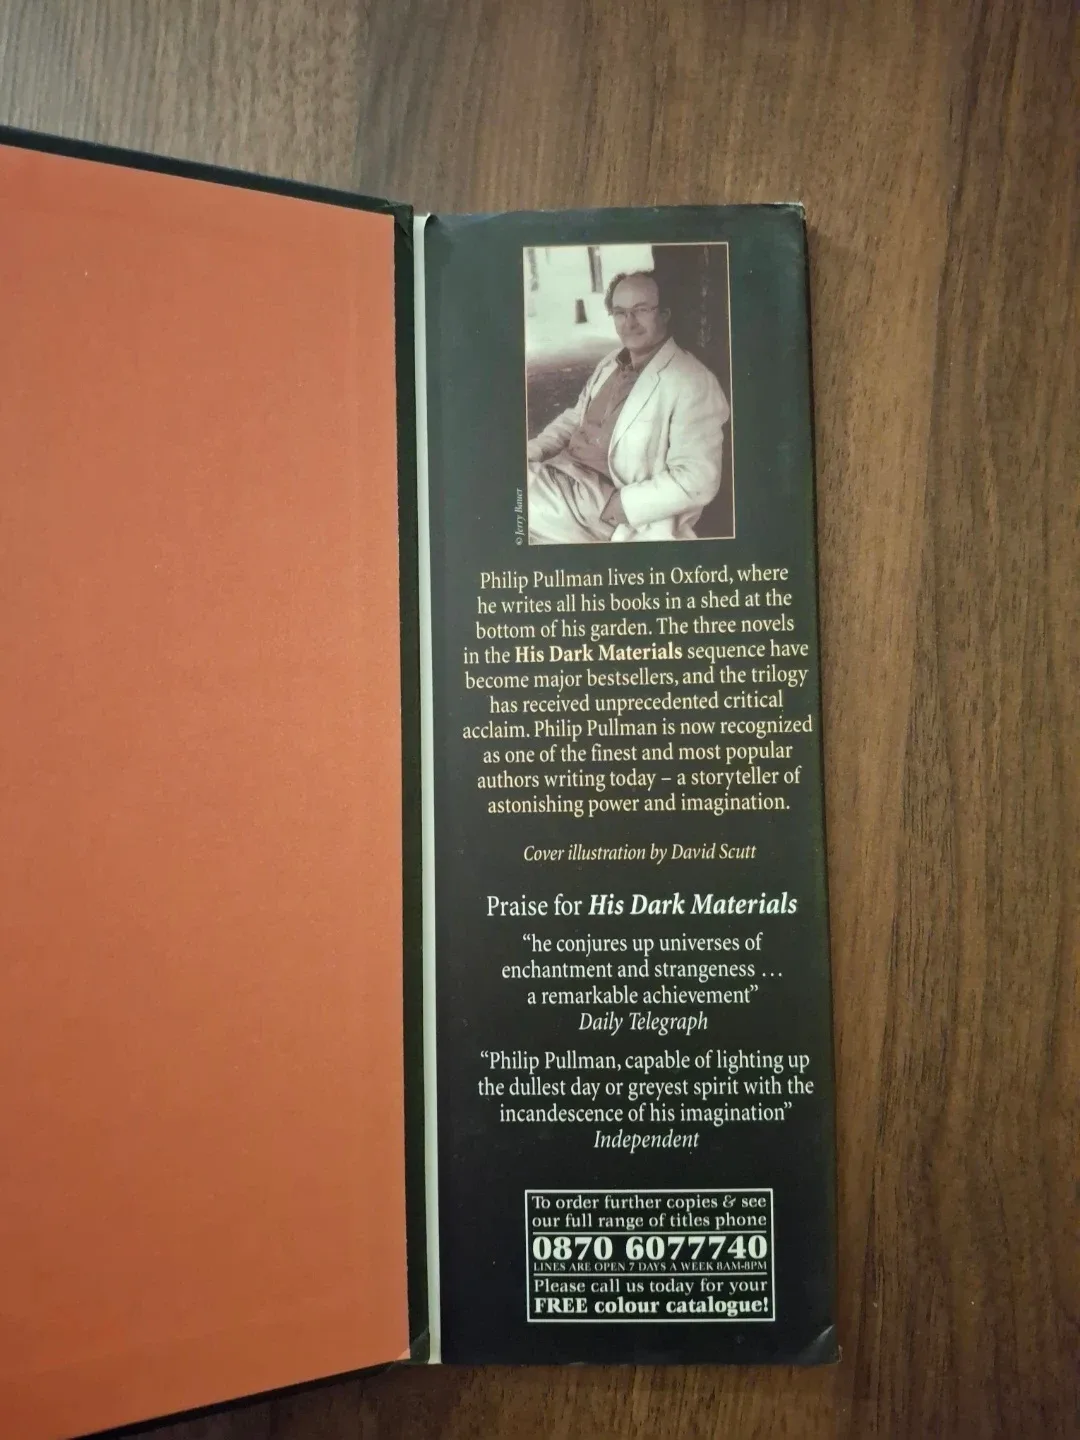 © Jerry Bauer
Philip Pullman lives in Oxford, where
he writes all his books in a shed at the
bottom of his garden. The three novels
in the His Dark Materials sequence have
become major bestsellers, and the trilogy
has received unprecedented critical
acclaim. Philip Pullman is now recognized
as one of the finest and most popular
authors writing today – a storyteller of
astonishing power and imagination.
Cover illustration by David Scutt
Praise for His Dark Materials
“he conjures up universes of
enchantment and strangeness ...
a remarkable achievement”
Daily Telegraph
“Philip Pullman, capable of lighting up
the dullest day or greyest spirit with the
incandescence of his imagination”
Independent
To order further copies & see
our full range of titles phone
0870 6077740
LINES ARE OPEN 7 DAYS A WEEK 8AM-8PM
Please call us today for your
FREE colour catalogue!